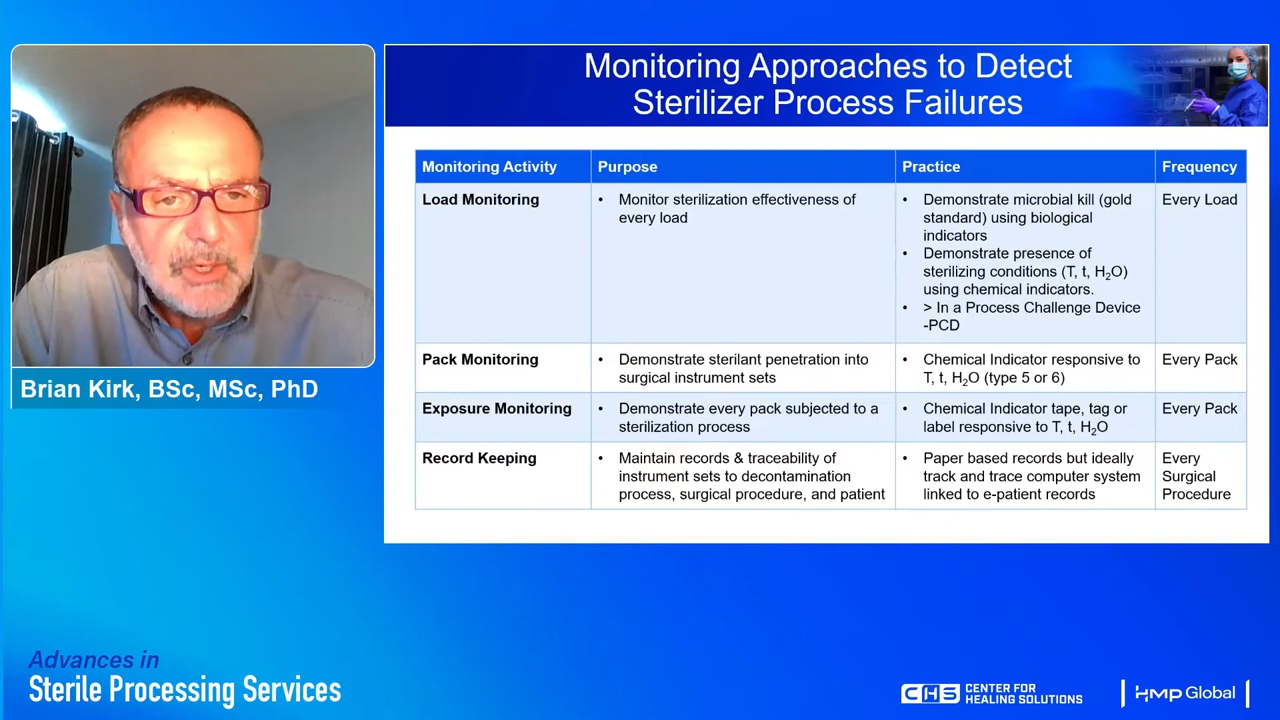 Monitoring Approaches to Detect
Sterilizer Process Failures
Monitoring Activity
Purpose
Practice
Frequency
Load Monitoring
• Monitor sterilization effectiveness of
every load
• Demonstrate microbial kill (gold
standard) using biological
indicators
• Demonstrate presence of
sterilizing conditions (T, t, H₂O)
using chemical indicators.
• > In a Process Challenge Device
-PCD
Every Load
Pack Monitoring
• Demonstrate sterilant penetration into
surgical instrument sets
• Chemical Indicator responsive to
T, t, H₂O (type 5 or 6)
Every Pack
Exposure Monitoring
• Demonstrate every pack subjected to a
sterilization process
• Chemical Indicator tape, tag or
label responsive to T, t, H₂O
Every Pack
Record Keeping
• Maintain records & traceability of
instrument sets to decontamination
process, surgical procedure, and patient
• Paper based records but ideally
track and trace computer system
linked to e-patient records
Every
Surgical
Procedure
Brian Kirk, BSc, MSc, PhD
Advances in
Sterile Processing Services
CHS
CENTER FOR
HEALING SOLUTIONS
HMP Global